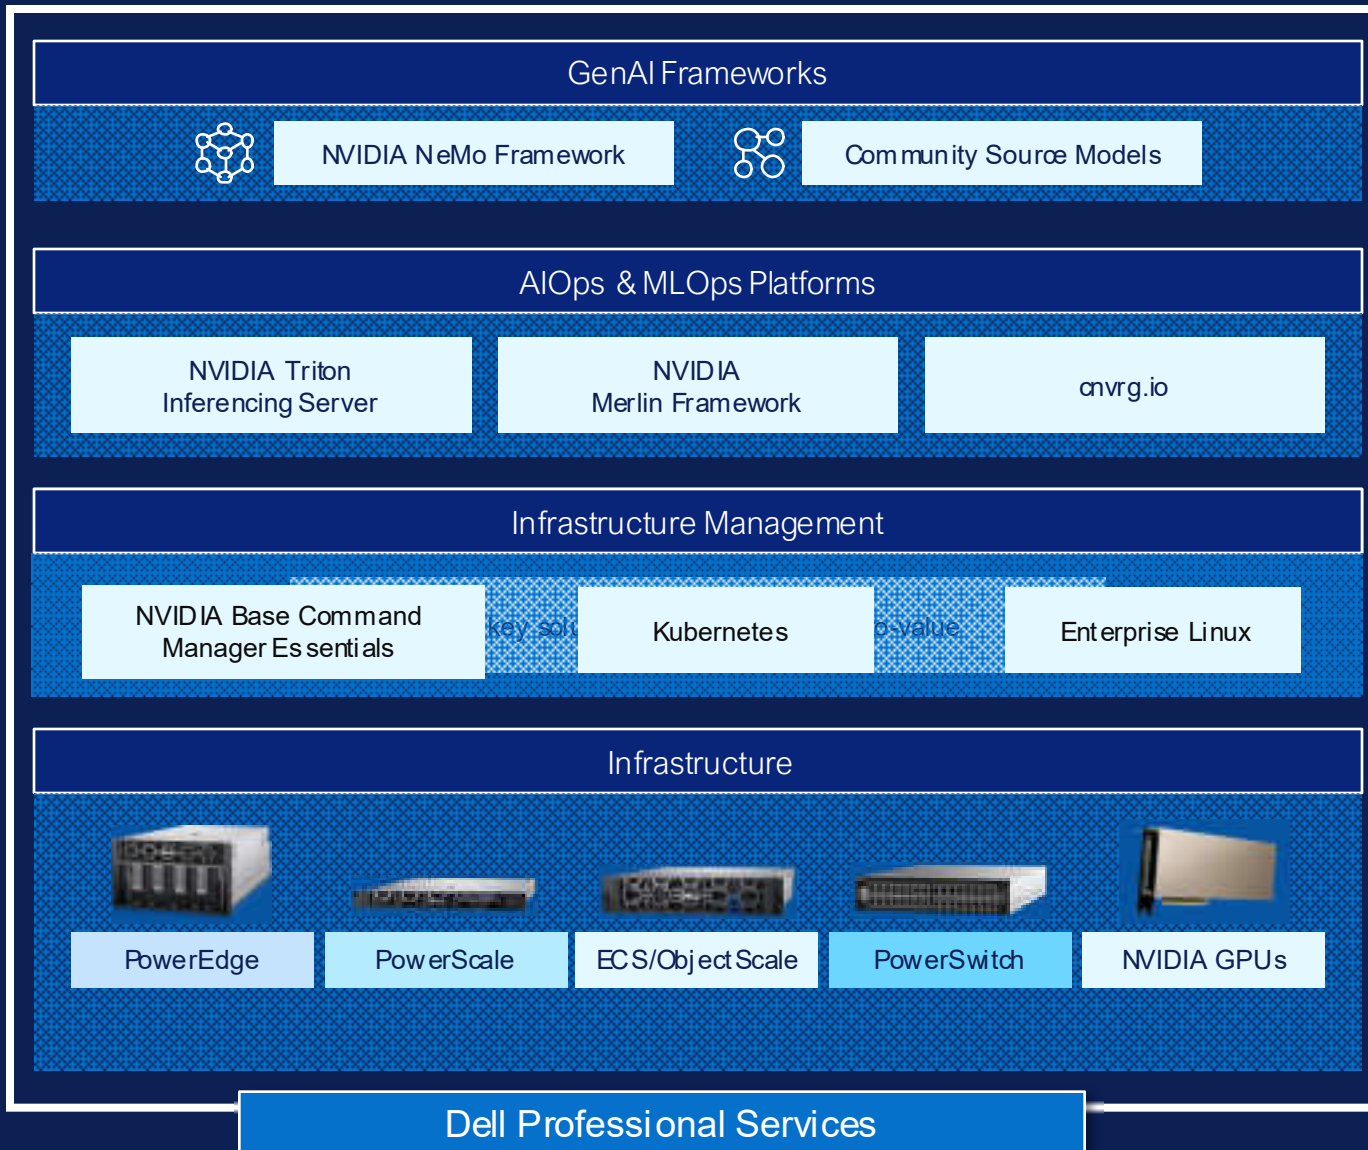 GenAI Frameworks
NVIDIA NeMo Framework
Community Source Models
AIOps & MLOps Platforms
NVIDIA Triton
Inferencing Server
NVIDIA
Merlin Framework
cnvrg.io
Infrastructure Management
NVIDIA Base Command
Manager Essentials
key
Kubernetes
o-value
Enterprise Linux
Infrastructure
PowerEdge
PowerScale
ECS/ObjectScale
PowerSwitch
NVIDIA GPUs
Dell Professional Services